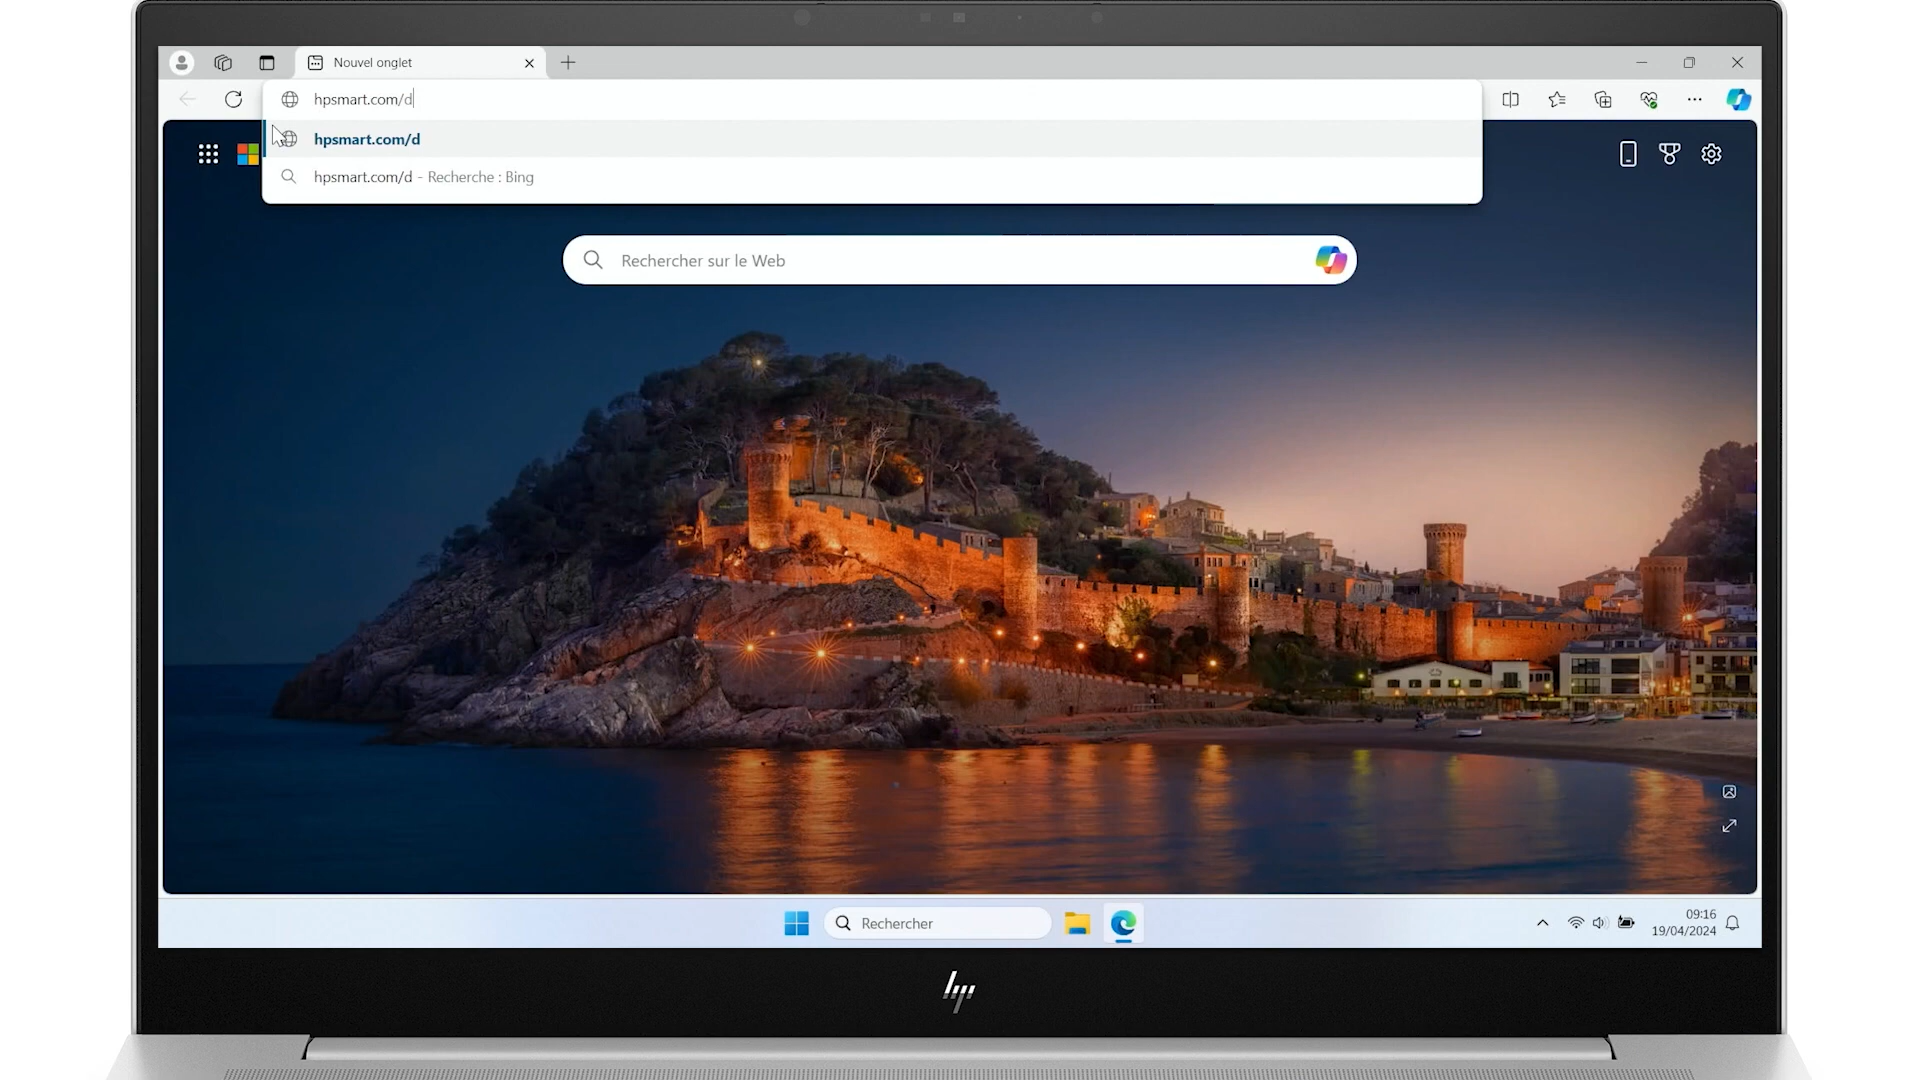 Nouvel onglet
hpsmart.com/d
hpsmart.com/d
hpsmart.com/d - Recherche : Bing
Rechercher sur le Web
Rechercher
09:16
19/04/2024
hp